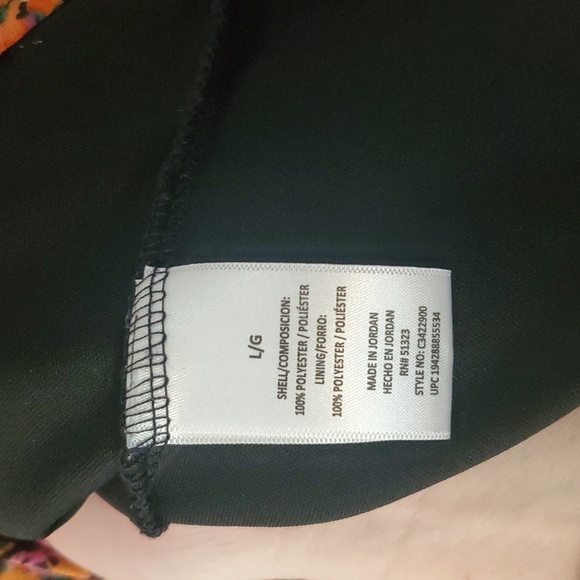 L/G
SHELL/COMPOSICION:
100% POLYESTER / POLIÉSTER
LINING/FORRO:
100% POLYESTER / POLIÉSTER
MADE IN JORDAN
HECHO EN JORDAN
RN# 51323
STYLE NO: C3422900
UPC 194288855534